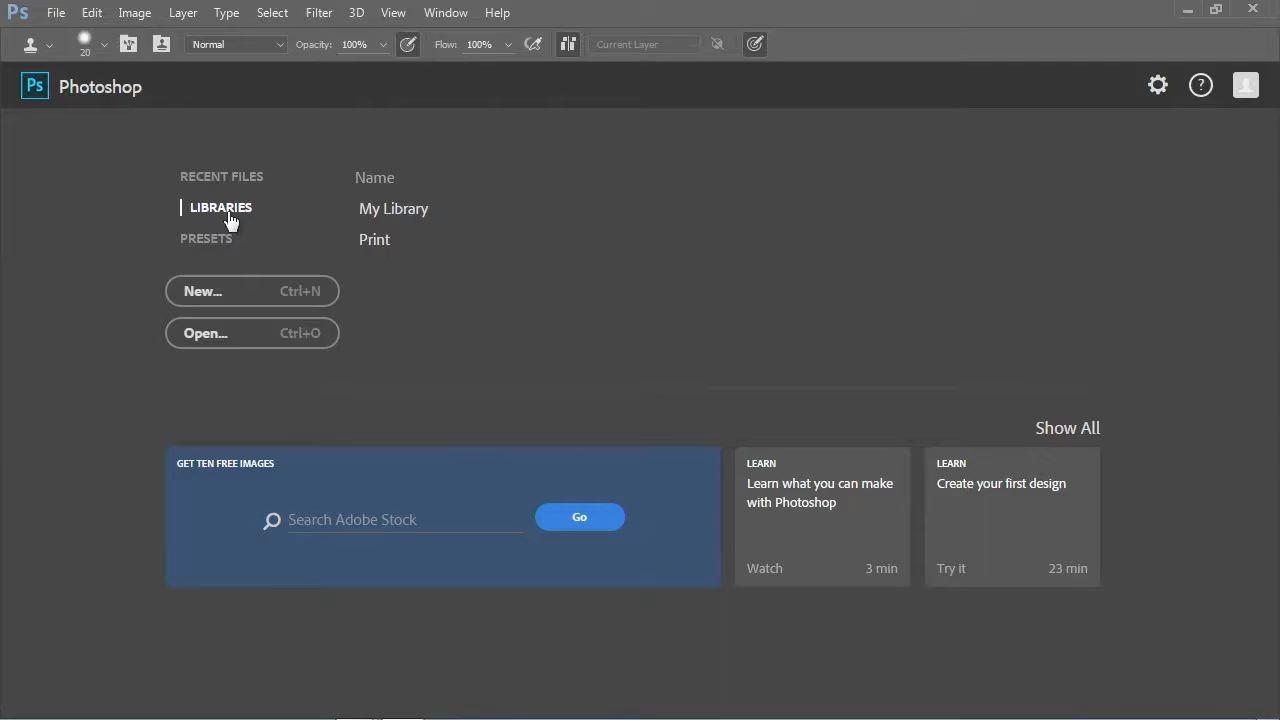 Ps File Edit Image Layer Type Select Filter 3D View Window Help
20 Normal Opacity: 100% Flow: 100% Current Layer
Ps Photoshop ?
RECENT FILES Name
LIBRARIES My Library
PRESETS Print
New... Ctrl+N
Open... Ctrl+O
Show All
GET TEN FREE IMAGES
Search Adobe Stock Go
LEARN
Learn what you can make
with Photoshop
Watch 3 min
LEARN
Create your first design
Try it 23 min